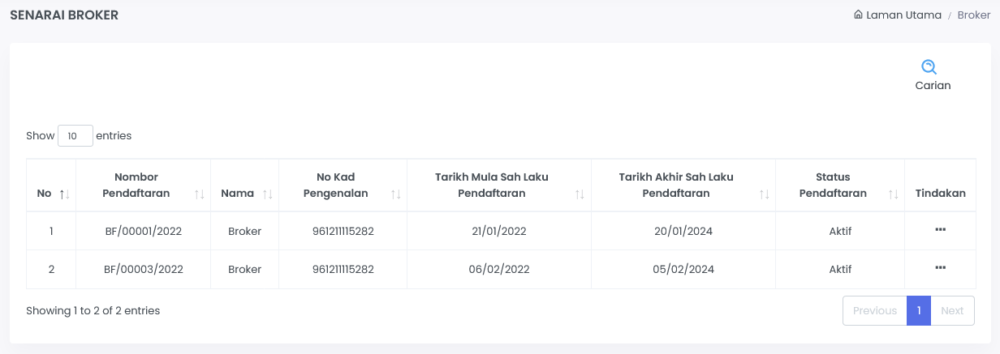 SENARAI BROKER
Laman Utama / Broker
Carian
Show 10 entries
No Nombor Pendaftaran Nama No Kad Pengenalan Tarikh Mula Sah Laku Pendaftaran Tarikh Akhir Sah Laku Pendaftaran Status Pendaftaran Tindakan
1 BF/00001/2022 Broker 961211115282 21/01/2022 20/01/2024 Aktif
2 BF/00003/2022 Broker 961211115282 06/02/2022 05/02/2024 Aktif
Showing 1 to 2 of 2 entries
Previous 1 Next